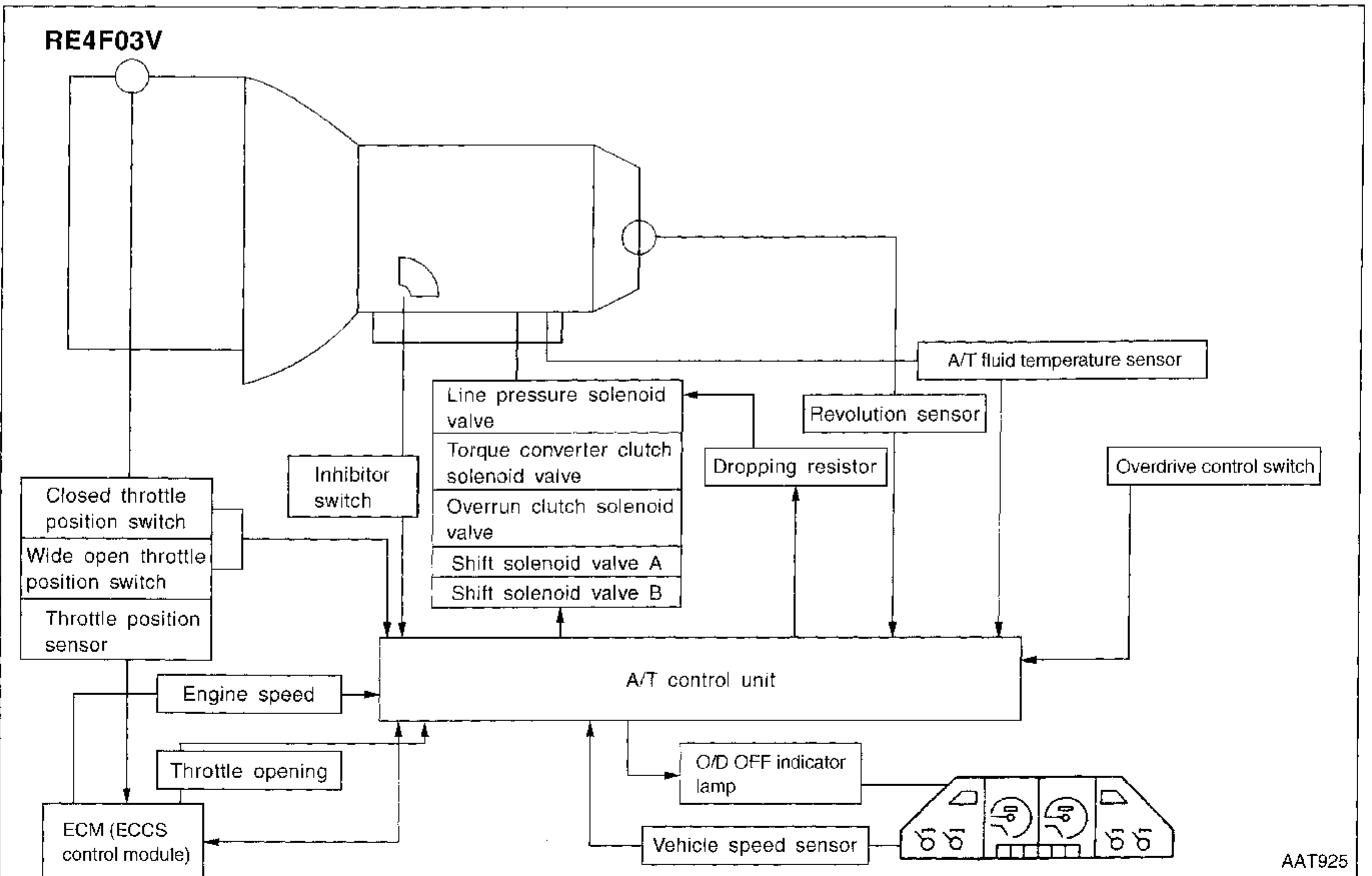 RE4F03V
A/T fluid temperature sensor
Line pressure solenoid
valve
Revolution sensor
Torque converter clutch
solenoid valve
Dropping resistor
Overdrive control switch
Inhibitor
switch
Closed throttle
position switch
Overrun clutch solenoid
valve
Wide open throttle
position switch
Shift solenoid valve A
Shift solenoid valve B
Throttle position
sensor
A/T control unit
Engine speed
Throttle opening
O/D OFF indicator
lamp
ECM (ECCS
control module)
Vehicle speed sensor
AAT925